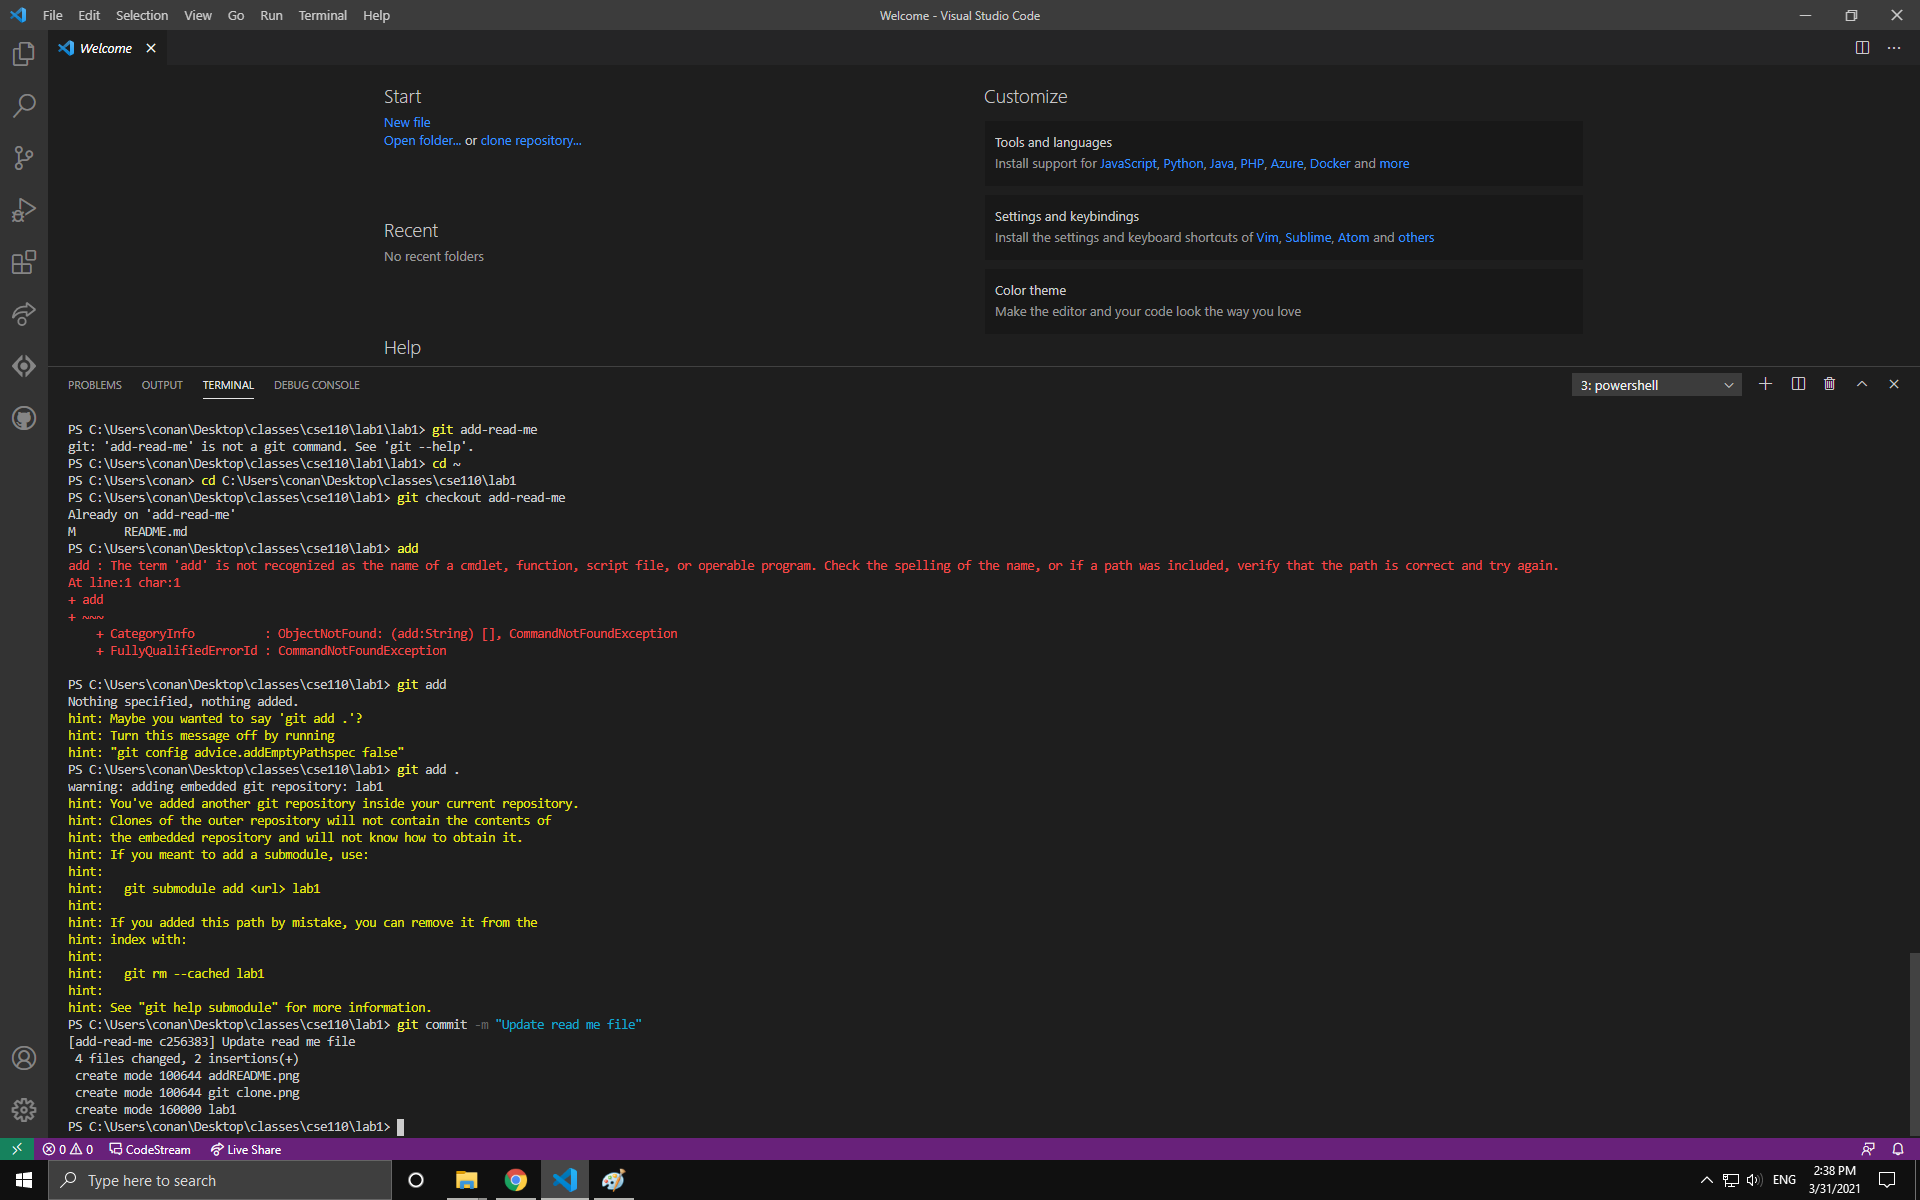 File Edit Selection View Go Run Terminal Help
Welcome - Visual Studio Code
Welcome
Start
New file
Open folder... or clone repository...
Recent
No recent folders
Help
Customize
Tools and languages
Install support for JavaScript, Python, Java, PHP, Azure, Docker and more
Settings and keybindings
Install the settings and keyboard shortcuts of Vim, Sublime, Atom and others
Color theme
Make the editor and your code look the way you love
PROBLEMS OUTPUT TERMINAL DEBUG CONSOLE
3: powershell
PS C:\Users\conan\Desktop\classes\cse110\lab1\lab1> git add-read-me
git: 'add-read-me' is not a git command. See 'git --help'.
PS C:\Users\conan\Desktop\classes\cse110\lab1\lab1> cd ~
PS C:\Users\conan> cd C:\Users\conan\Desktop\classes\cse110\lab1
PS C:\Users\conan\Desktop\classes\cse110\lab1> git checkout add-read-me
Already on 'add-read-me'
M       README.md
PS C:\Users\conan\Desktop\classes\cse110\lab1> add
add : The term 'add' is not recognized as the name of a cmdlet, function, script file, or operable program. Check the spelling of the name, or if a path was included, verify that the path is correct and try again.
At line:1 char:1
+ add
+ ~~~
    + CategoryInfo          : ObjectNotFound: (add:String) [], CommandNotFoundException
    + FullyQualifiedErrorId : CommandNotFoundException
PS C:\Users\conan\Desktop\classes\cse110\lab1> git add
Nothing specified, nothing added.
hint: Maybe you wanted to say 'git add .'?
hint: Turn this message off by running
hint: "git config advice.addEmptyPathspec false"
PS C:\Users\conan\Desktop\classes\cse110\lab1> git add .
warning: adding embedded git repository: lab1
hint: You've added another git repository inside your current repository.
hint: Clones of the outer repository will not contain the contents of
hint: the embedded repository and will not know how to obtain it.
hint: If you meant to add a submodule, use:
hint:
hint:   git submodule add <url> lab1
hint:
hint: If you added this path by mistake, you can remove it from the
hint: index with:
hint:
hint:   git rm --cached lab1
hint:
hint: See "git help submodule" for more information.
PS C:\Users\conan\Desktop\classes\cse110\lab1> git commit -m "Update read me file"
[add-read-me c256383] Update read me file
 4 files changed, 2 insertions(+)
 create mode 100644 addREADME.png
 create mode 100644 git clone.png
 create mode 160000 lab1
PS C:\Users\conan\Desktop\classes\cse110\lab1>
0 0 CodeStream Live Share
Type here to search
ENG
2:38 PM
3/31/2021